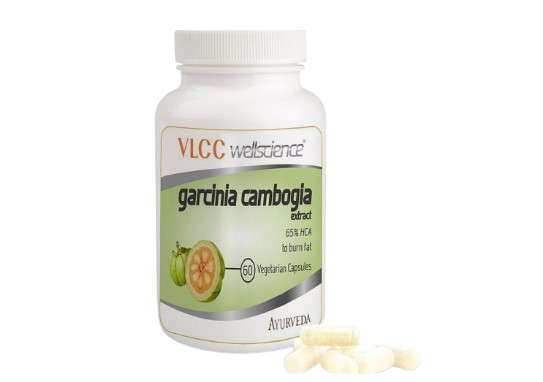 VLCC wellscience®
garcinia cambogia
extract
65% HCA
to burn fat
60 Vegetarian Capsules
AYURVEDA